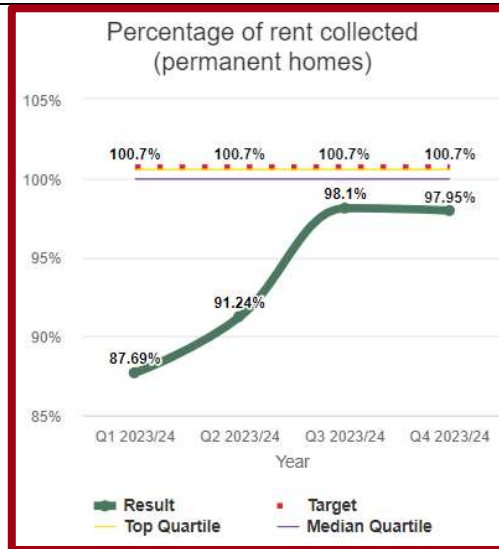 Percentage of rent collected
(permanent homes)
105%
100.7% 100.7% 100.7% 100.7%
100%
98.1% 97.95%
95%
91.24%
90%
87.69%
85%
Q1 2023/24 Q2 2023/24 Q3 2023/24 Q4 2023/24
Year
Result Target
Top Quartile Median Quartile